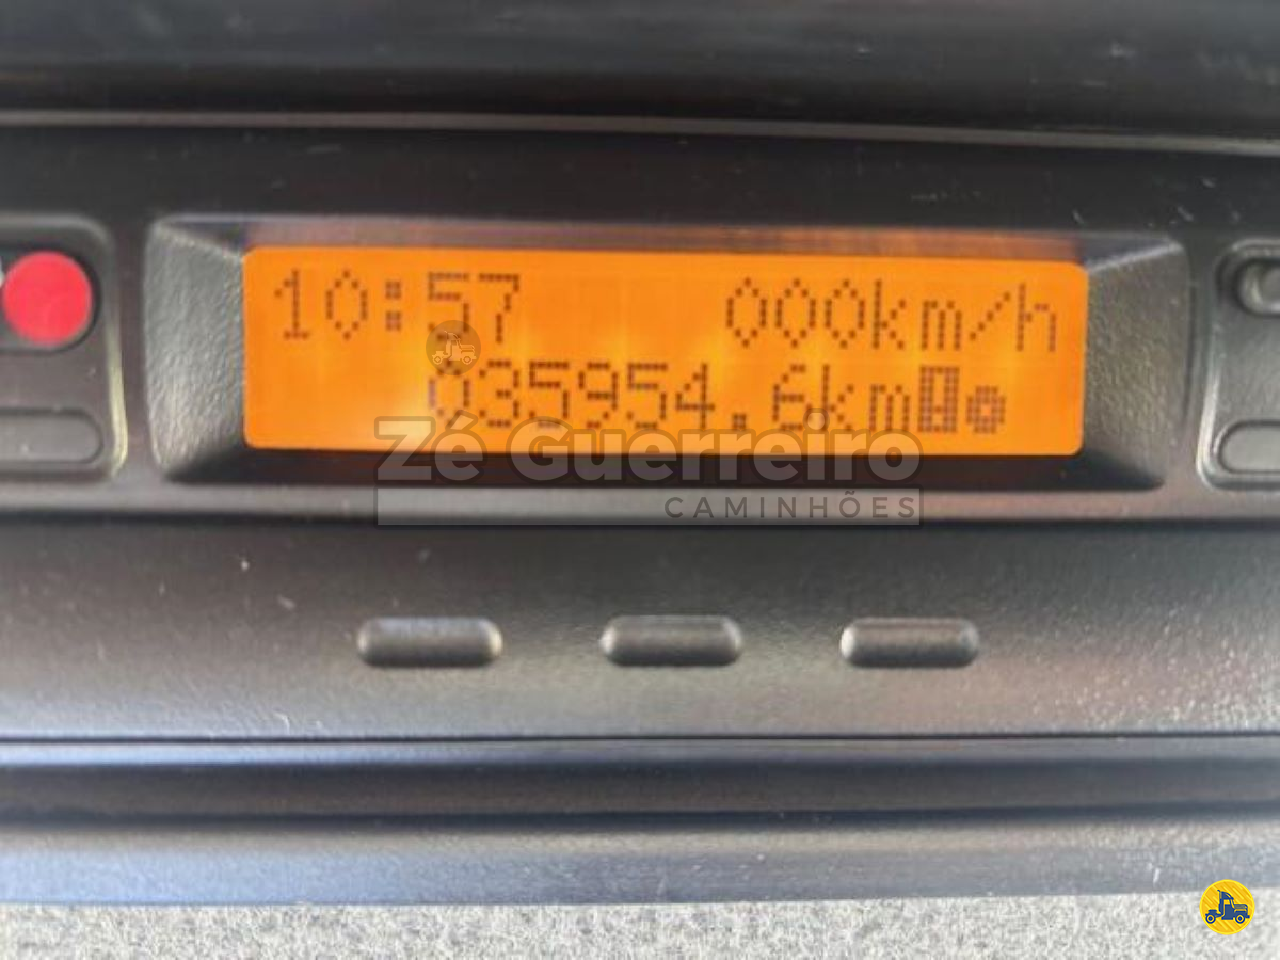 10:57 000km/h
035954.6km
Zé Guerreiro
CAMINHÕES